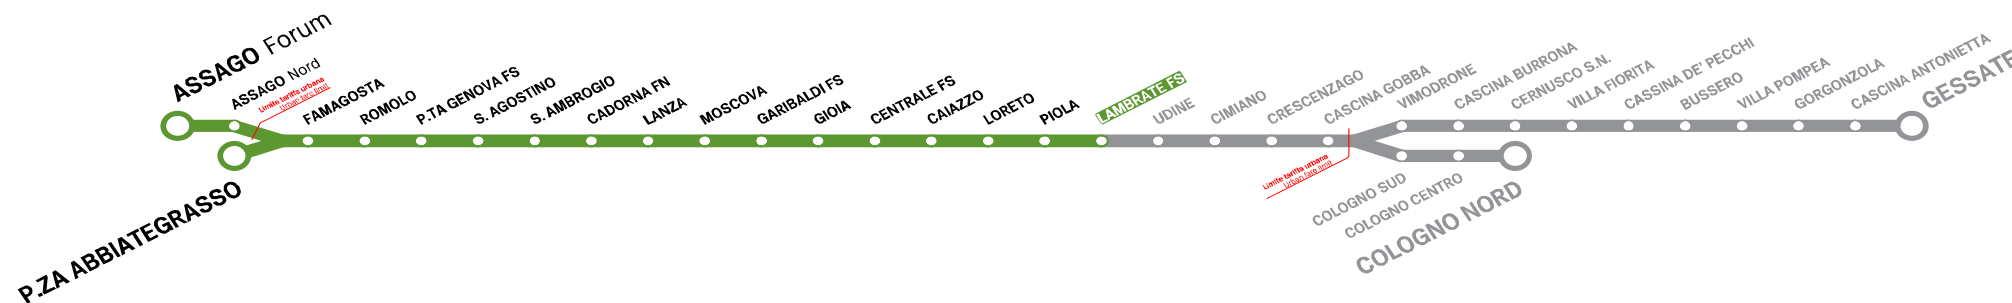 ASSAGO Forum
ASSAGO Nord
Limite tariffa urbana
Urban fare limit
P.ZA ABBIATEGRASSO
FAMAGOSTA
ROMOLO
P.TA GENOVA FS
S. AGOSTINO
S. AMBROGIO
CADORNA FN
LANZA
MOSCOVA
GARIBALDI FS
GIOIA
CENTRALE FS
CAIAZZO
LORETO
PIOLA
LAMBRATE FS
UDINE
CIMIANO
CRESCENZAGO
CASCINA GOBBA
Limite tariffa urbana
Urban fare limit
VIMODRONE
CASCINA BURRONA
CERNUSCO S.N.
VILLA FIORITA
CASSINA DE' PECCHI
BUSSERO
VILLA POMPEA
GORGONZOLA
CASCINA ANTONIETTA
GESSATE
COLOGNO SUD
COLOGNO CENTRO
COLOGNO NORD